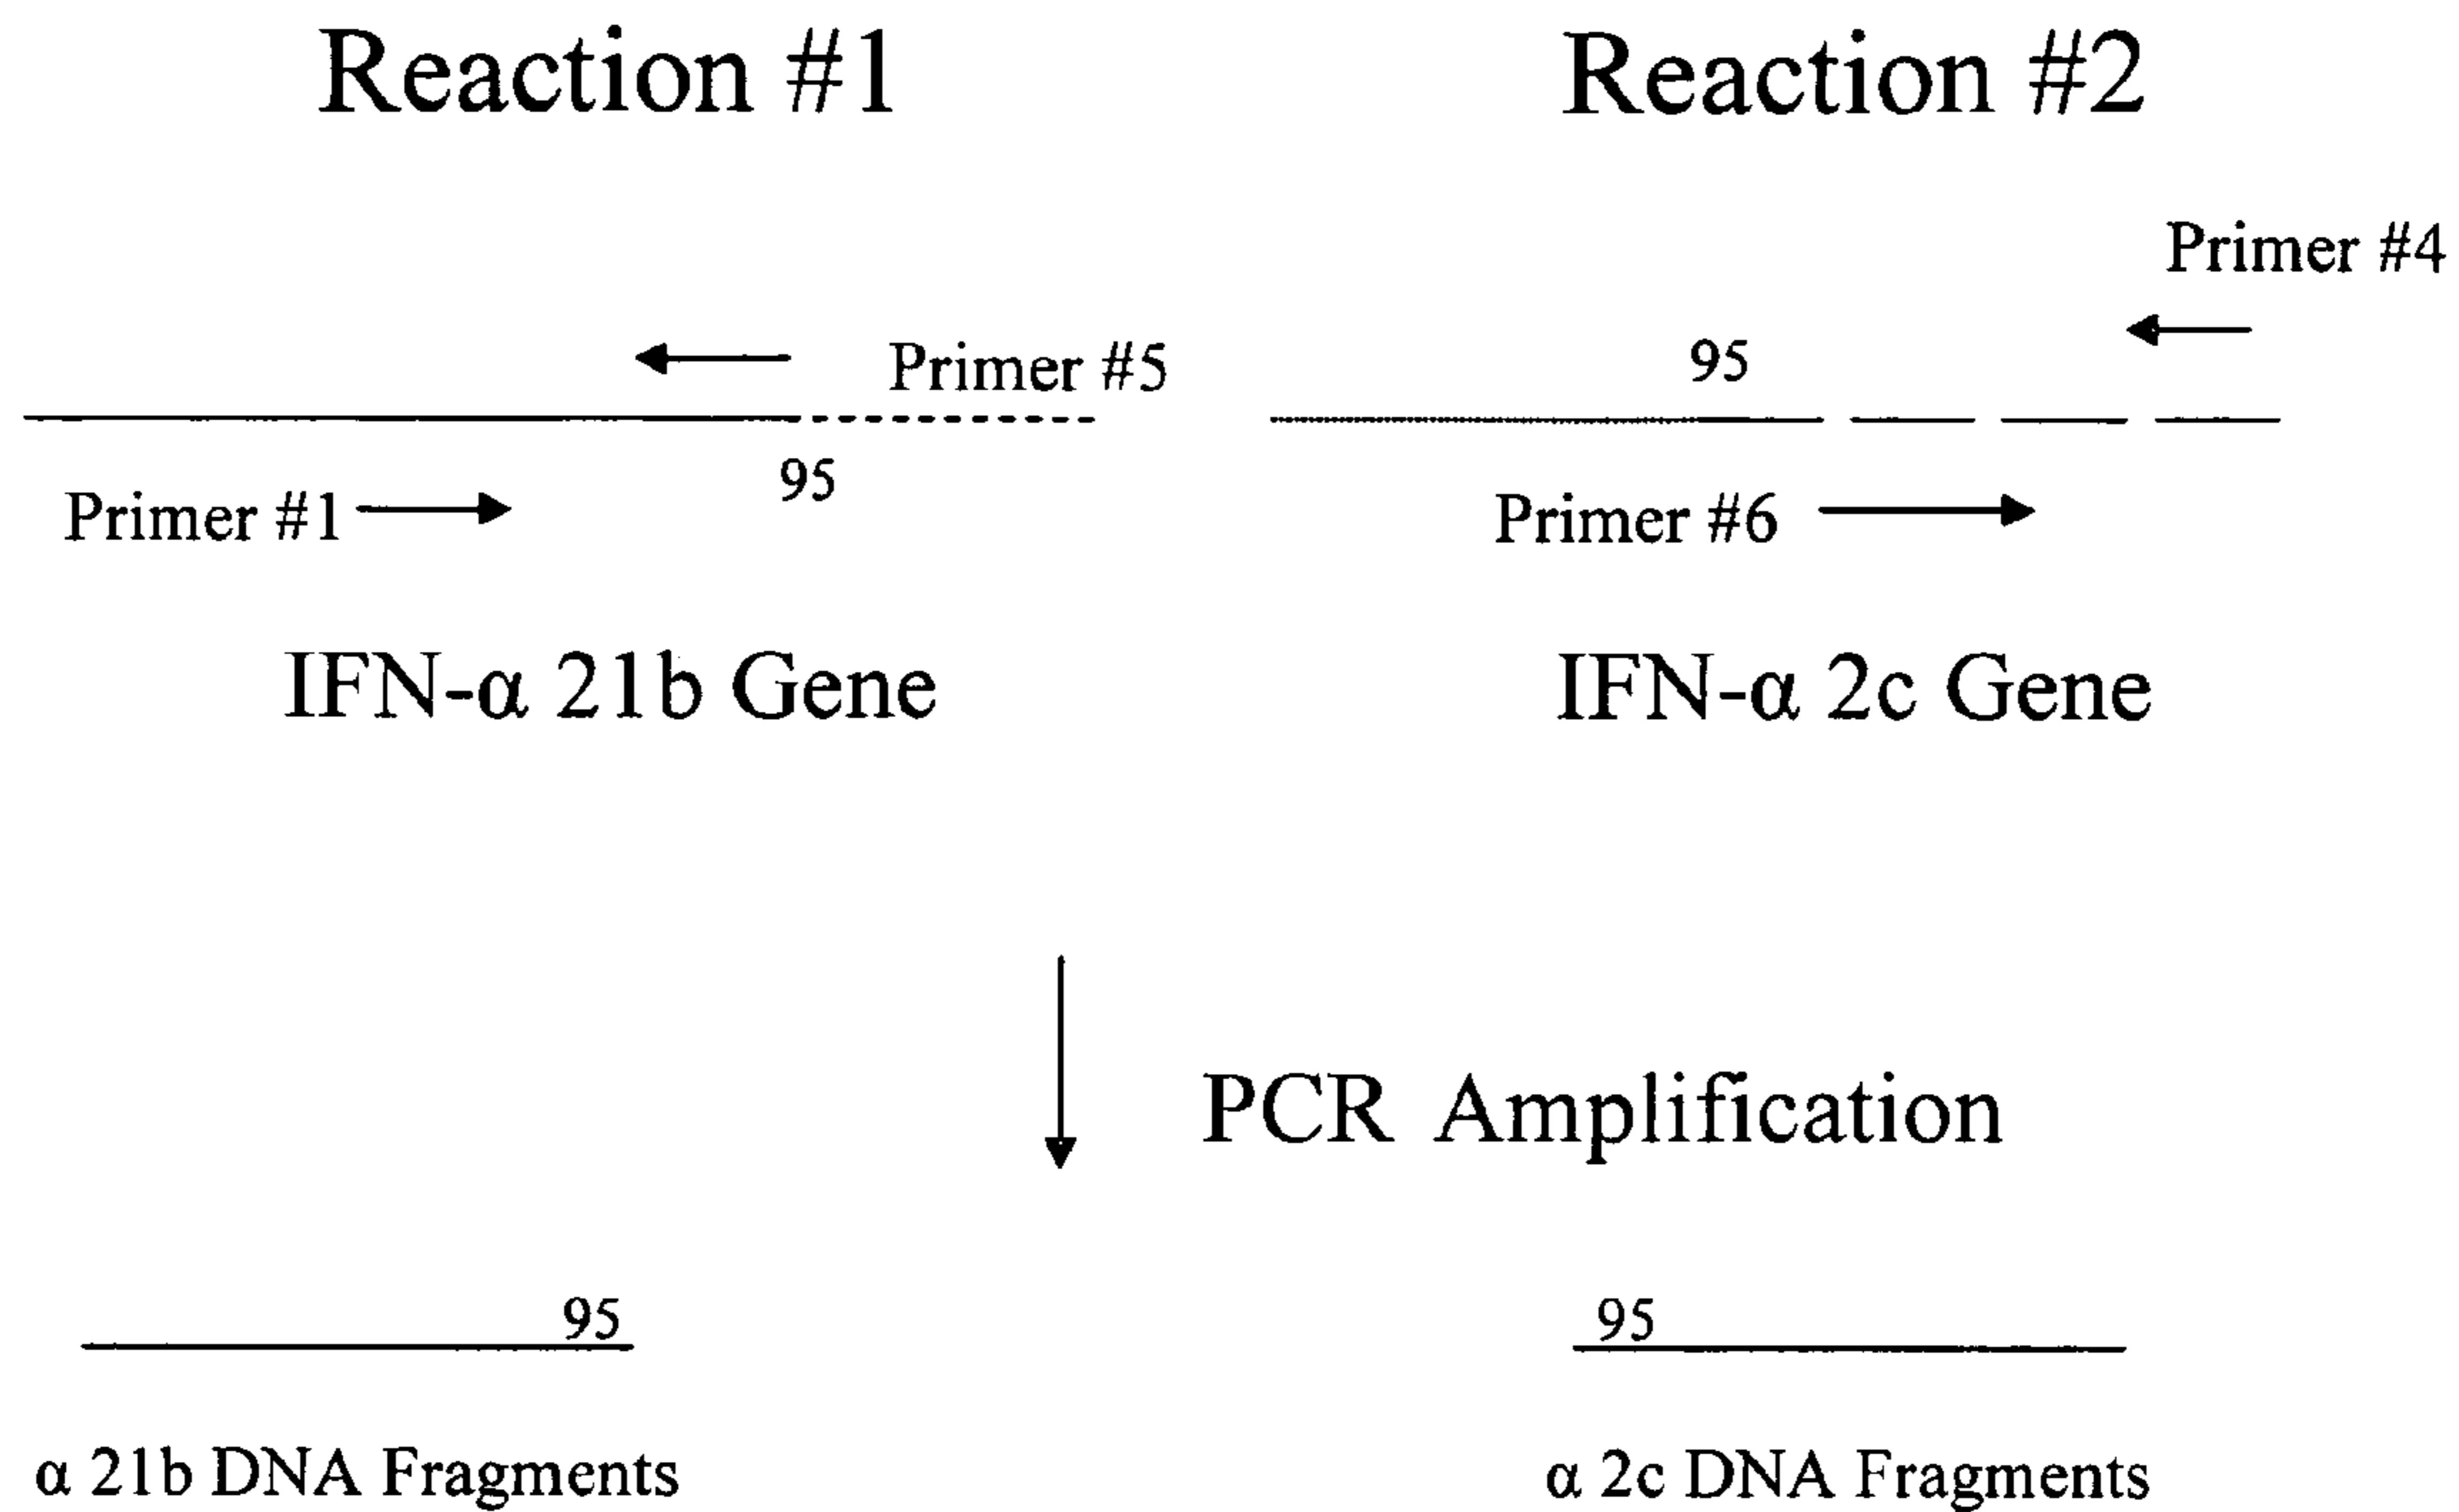 Reaction #1
Reaction #2
Primer #4
Primer #5
95
95
Primer #1
Primer #6
IFN-α 21b Gene
IFN-α 2c Gene
PCR Amplification
95
95
α 21b DNA Fragments
α 2c DNA Fragments